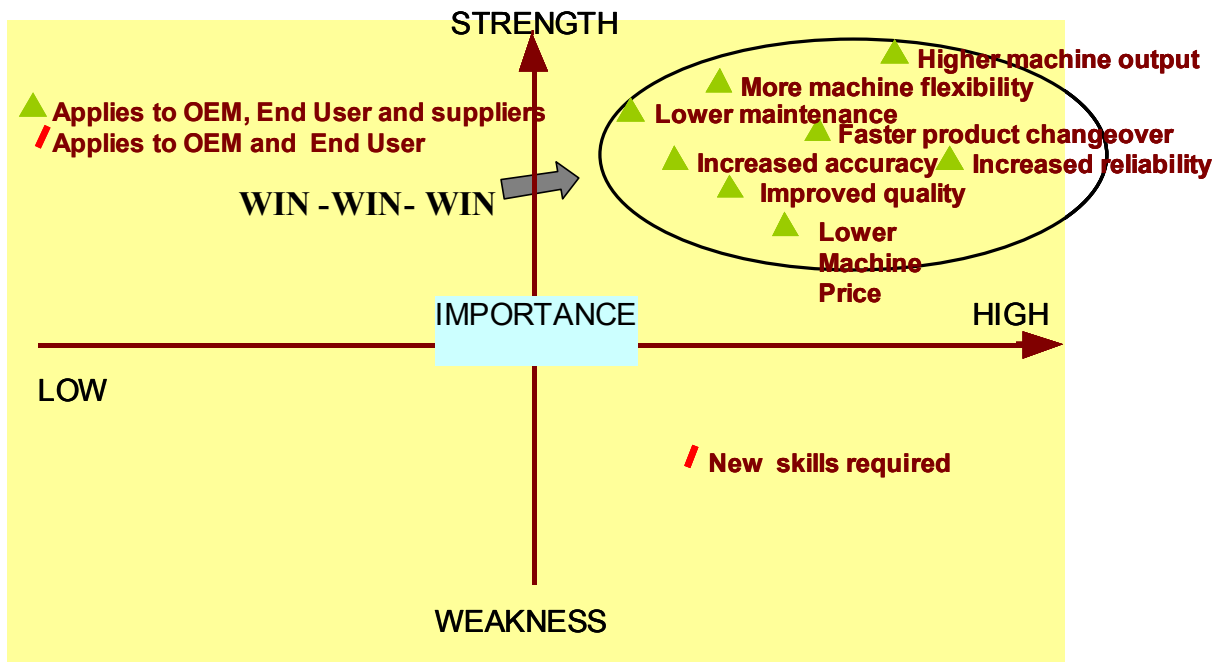 STRENGTH
Higher machine output
More machine flexibility
Applies to OEM, End User and suppliers
Lower maintenance
Applies to OEM and End User
Faster product changeover
Increased accuracy
Increased reliability
Improved quality
WIN -WIN- WIN
Lower
Machine
Price
IMPORTANCE
HIGH
LOW
New skills required
WEAKNESS